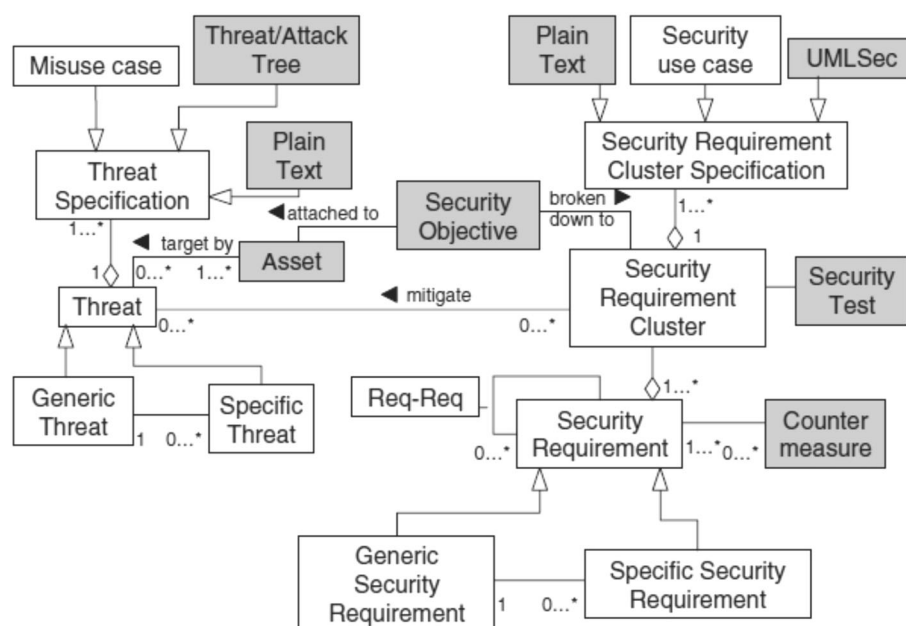 Misuse case
Threat/Attack
Tree
Plain
Text
Security
use case
UMLSec
Threat
Specification
Plain
Text
Security Requirement
Cluster Specification
1...*
◄attached to
Security
Objective
broken ►
down to
1...*
1
◄ target by
1
0...*
1...*
Asset
Threat
0...*
◄ mitigate
0...*
Security
Requirement
Cluster
Security
Test
Generic
Threat
1
0...*
Specific
Threat
Req-Req
0...*
1...*
Security
Requirement
1...*
0...*
Counter
measure
Generic
Security
Requirement
1
0...*
Specific Security
Requirement